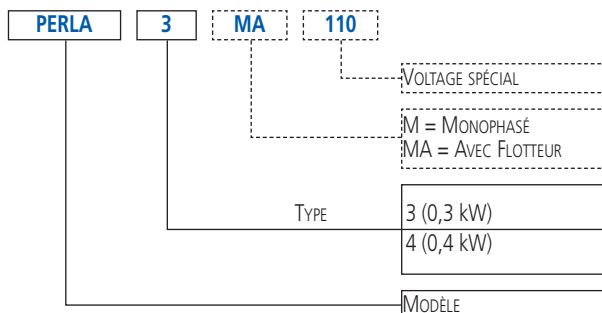 PERLA 3 MA 110
VOLTAGE SPÉCIAL
M = MONOPHASÉ
MA = AVEC FLOTTEUR
TYPE 3 (0,3 kW)
4 (0,4 kW)
MODÈLE